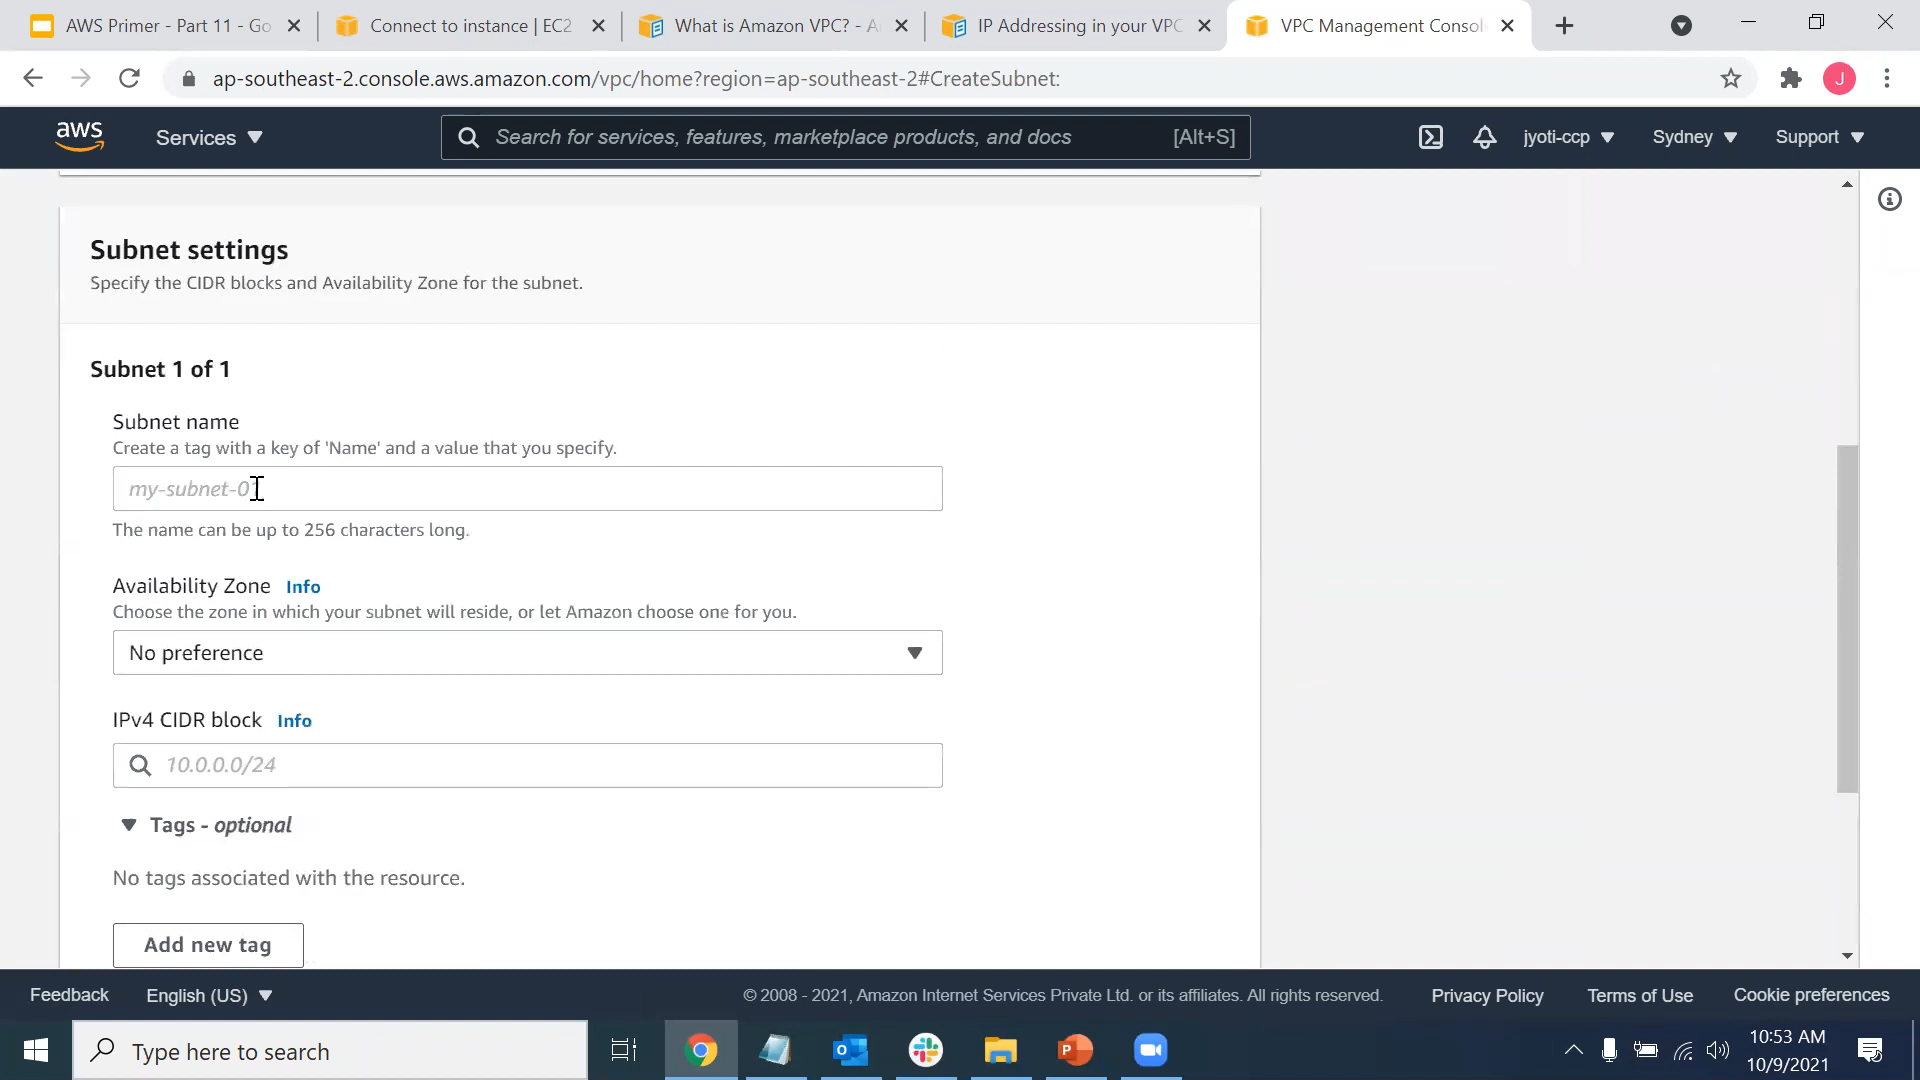 AWS Primer - Part 11 - Go
Connect to instance | EC2
What is Amazon VPC? - A
IP Addressing in your VPC
VPC Management Consol
ap-southeast-2.console.aws.amazon.com/vpc/home?region=ap-southeast-2#CreateSubnet:
J
aws
Services
Search for services, features, marketplace products, and docs
[Alt+S]
jyoti-ccp
Sydney
Support
Subnet settings
Specify the CIDR blocks and Availability Zone for the subnet.
Subnet 1 of 1
Subnet name
Create a tag with a key of 'Name' and a value that you specify.
my-subnet-01
The name can be up to 256 characters long.
Availability Zone Info
Choose the zone in which your subnet will reside, or let Amazon choose one for you.
No preference
IPv4 CIDR block Info
10.0.0.0/24
Tags - optional
No tags associated with the resource.
Add new tag
Feedback
English (US)
© 2008 - 2021, Amazon Internet Services Private Ltd. or its affiliates. All rights reserved.
Privacy Policy
Terms of Use
Cookie preferences
Type here to search
10:53 AM
10/9/2021